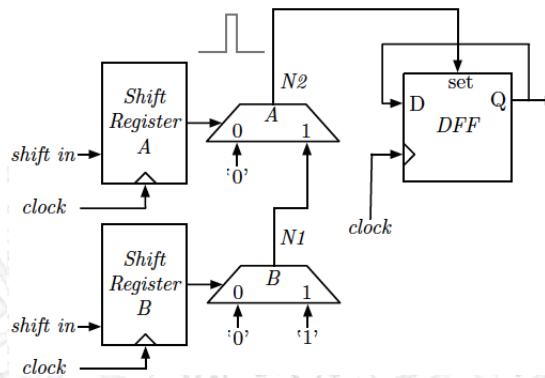 N2
set
Shift
Register
A
A
0 1
D Q
DFF
shift in
'0'
clock
N1
clock
Shift
Register
B
B
0 1
shift in
'0' '1'
clock